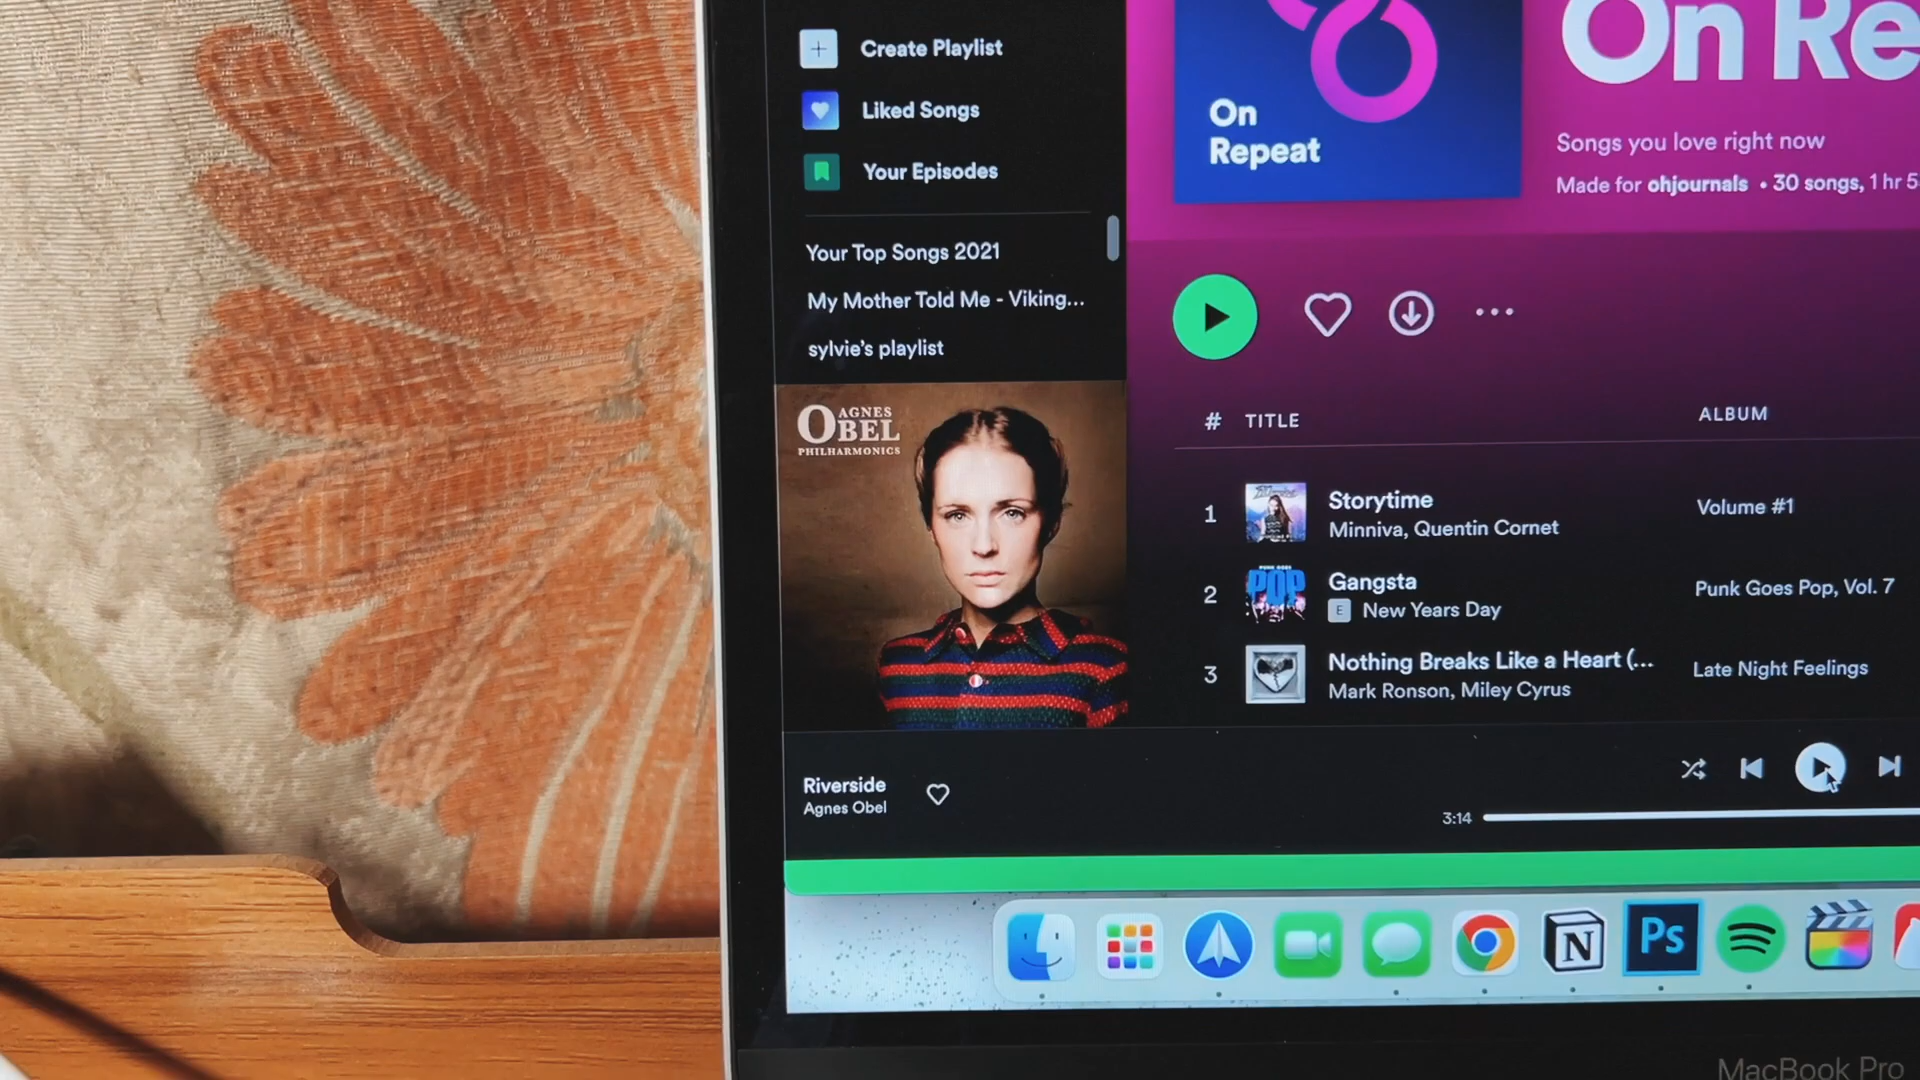 Create Playlist
Liked Songs
Your Episodes
Your Top Songs 2021
My Mother Told Me - Viking...
sylvie's playlist
AGNES
OBEL
PHILHARMONICS
Riverside
Agnes Obel
On
Repeat
On Re
Songs you love right now
Made for ohjournals • 30 songs, 1 hr 5
# TITLE ALBUM
1 Storytime Volume #1
Minniva, Quentin Cornet
2 Gangsta Punk Goes Pop, Vol. 7
E New Years Day
POP
3 Nothing Breaks Like a Heart (... Late Night Feelings
Mark Ronson, Miley Cyrus
3:14
N
Ps
MacBook Pro